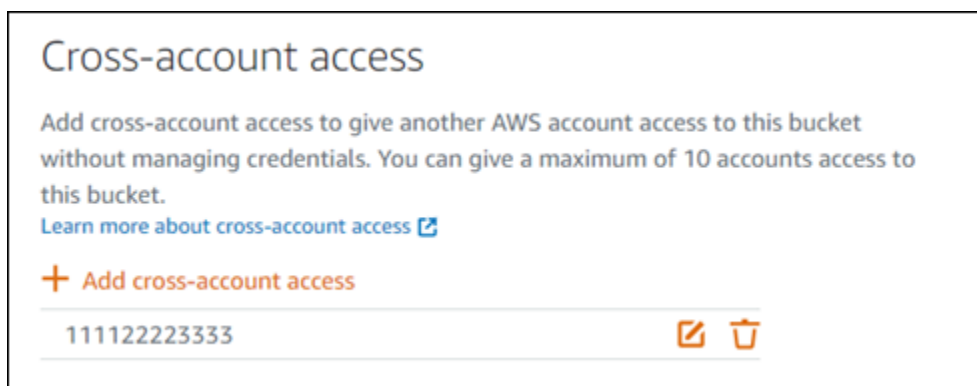 Cross-account access
Add cross-account access to give another AWS account access to this bucket
without managing credentials. You can give a maximum of 10 accounts access to
this bucket.
Learn more about cross-account access
Add cross-account access
111122223333